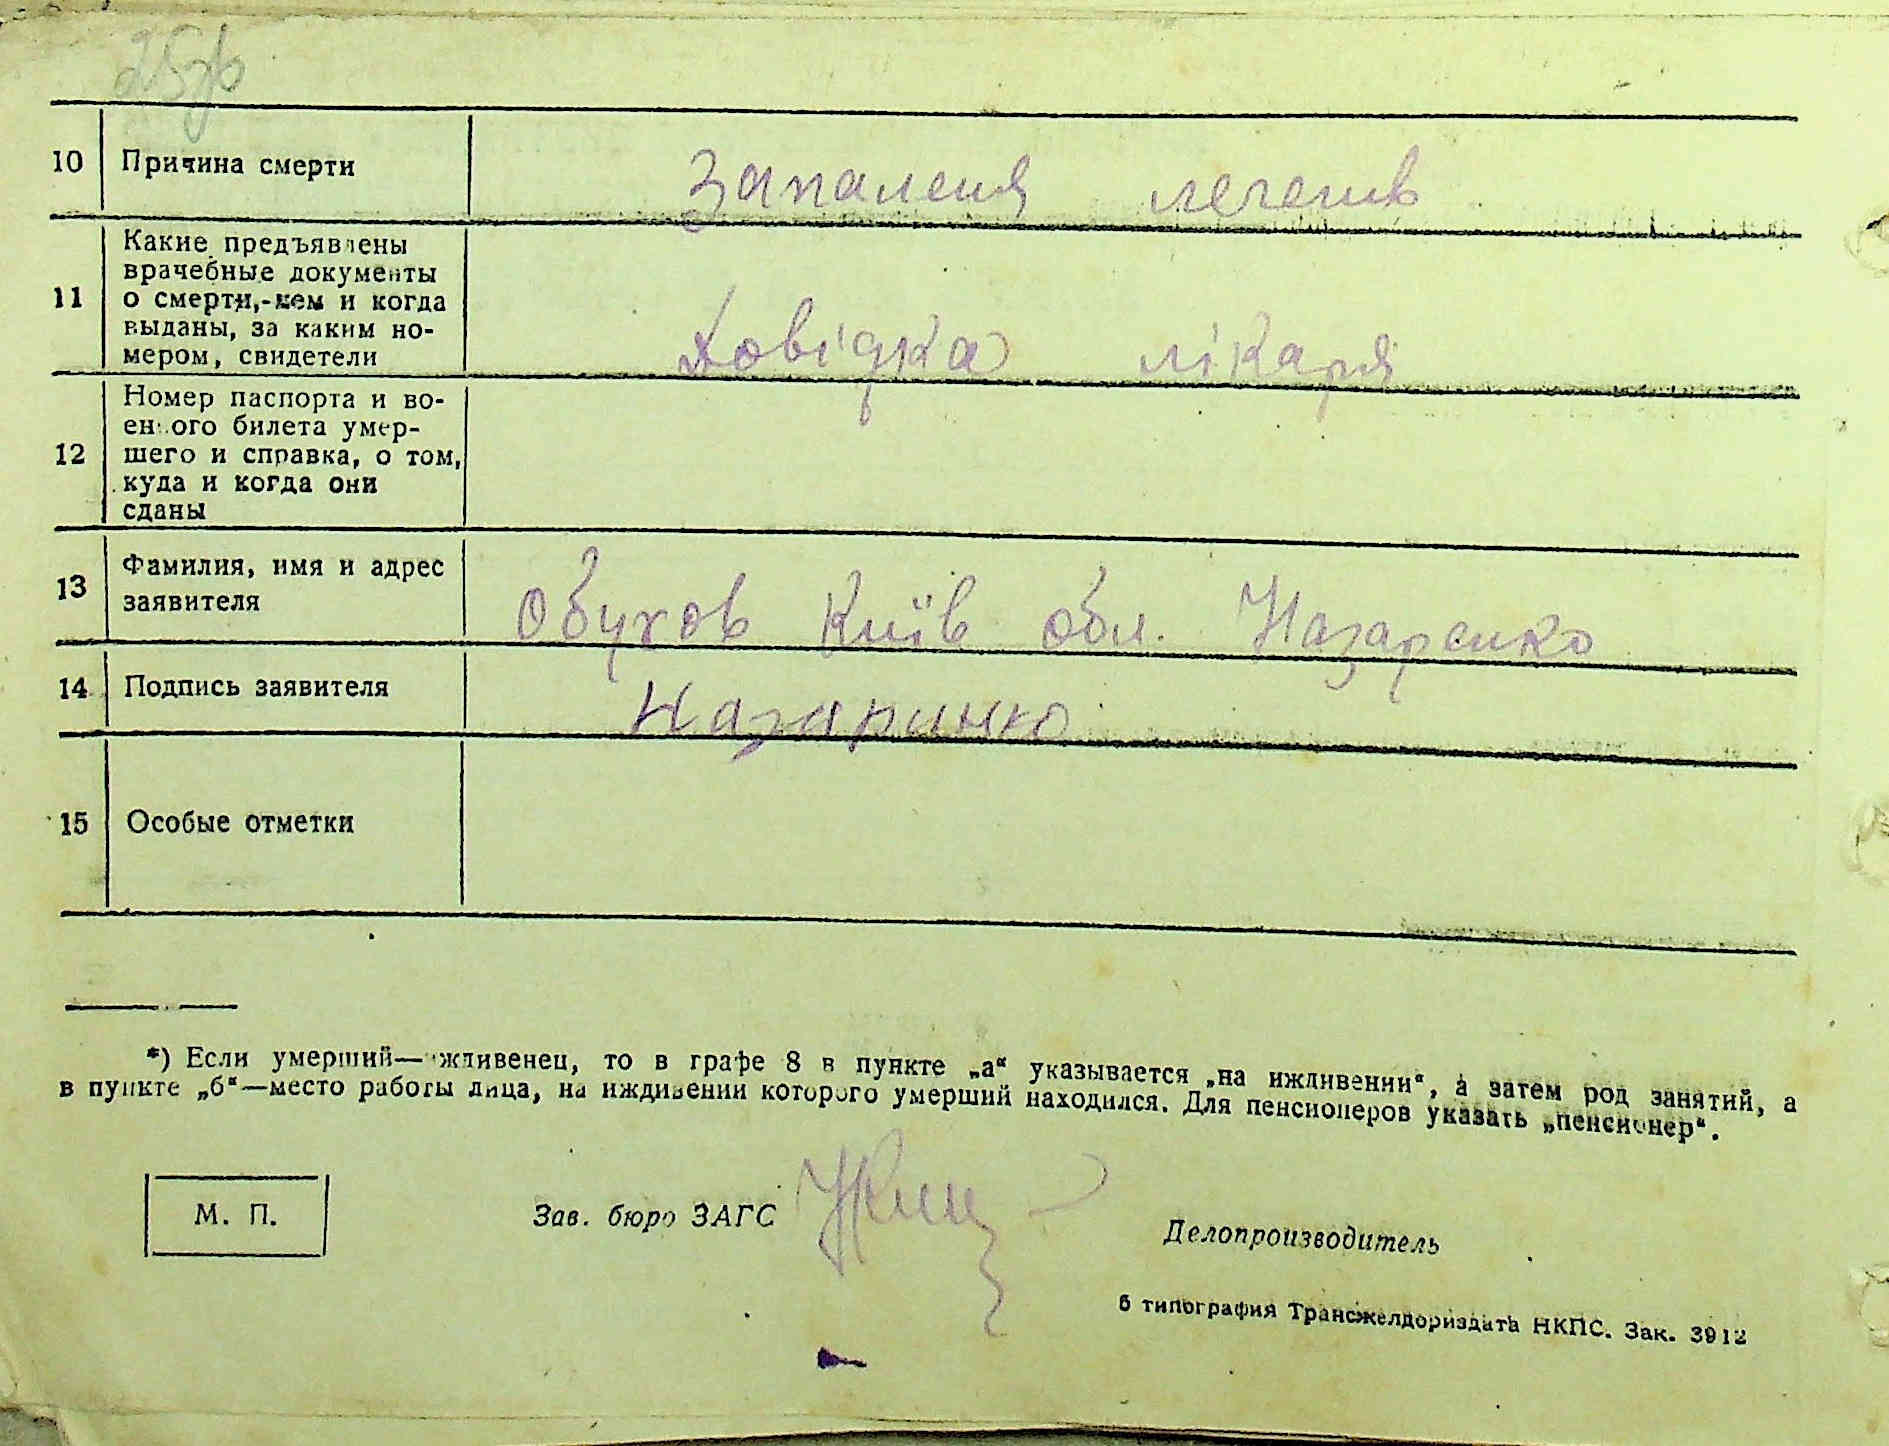 10 Причина смерти Запаленя легенів
11 Какие предъявлены
врачебные документы
о смерти,-кем и когда
выданы, за каким но-
мером, свидетели
Довідка лікаря
12 Номер паспорта и во-
енного билета умер-
шего и справка, о том,
куда и когда они
сданы
13 Фамилия, имя и адрес
заявителя
Обухов Київ обл. Назаренко
14 Подпись заявителя Назаринко
15 Особые отметки
*) Если умерший—иждивенец, то в графе 8 в пункте „а“ указывается „на иждивении“, а затем род занятий, а
в пункте „б“—место работы лица, на иждивении которого умерший находился. Для пенсионеров указать „пенсионер“.
М. П.
Зав. бюро ЗАГС
Делопроизводитель
6 типография Трансжелдориздата НКПС. Зак. 3912